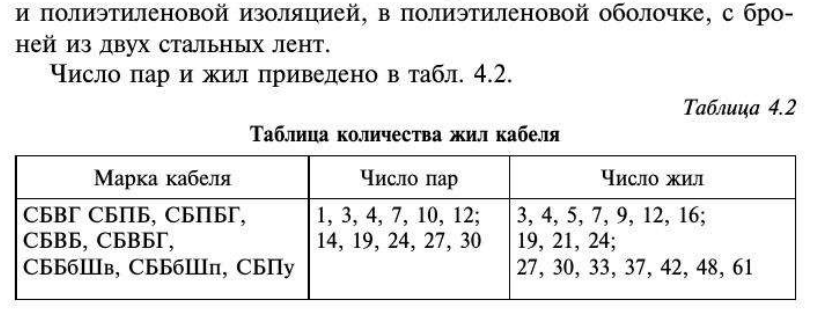 и полиэтиленовой изоляцией, в полиэтиленовой оболочке, с бро-
ней из двух стальных лент.
Число пар и жил приведено в табл. 4.2.
Таблица 4.2
Таблица количества жил кабеля
Марка кабеля
Число пар
Число жил
СБВГ СБПБ, СБПБГ,
СБВБ, СБВБГ,
СББбШв, СББбШп, СБПу
1, 3, 4, 7, 10, 12;
14, 19, 24, 27, 30
3, 4, 5, 7, 9, 12, 16;
19, 21, 24;
27, 30, 33, 37, 42, 48, 61